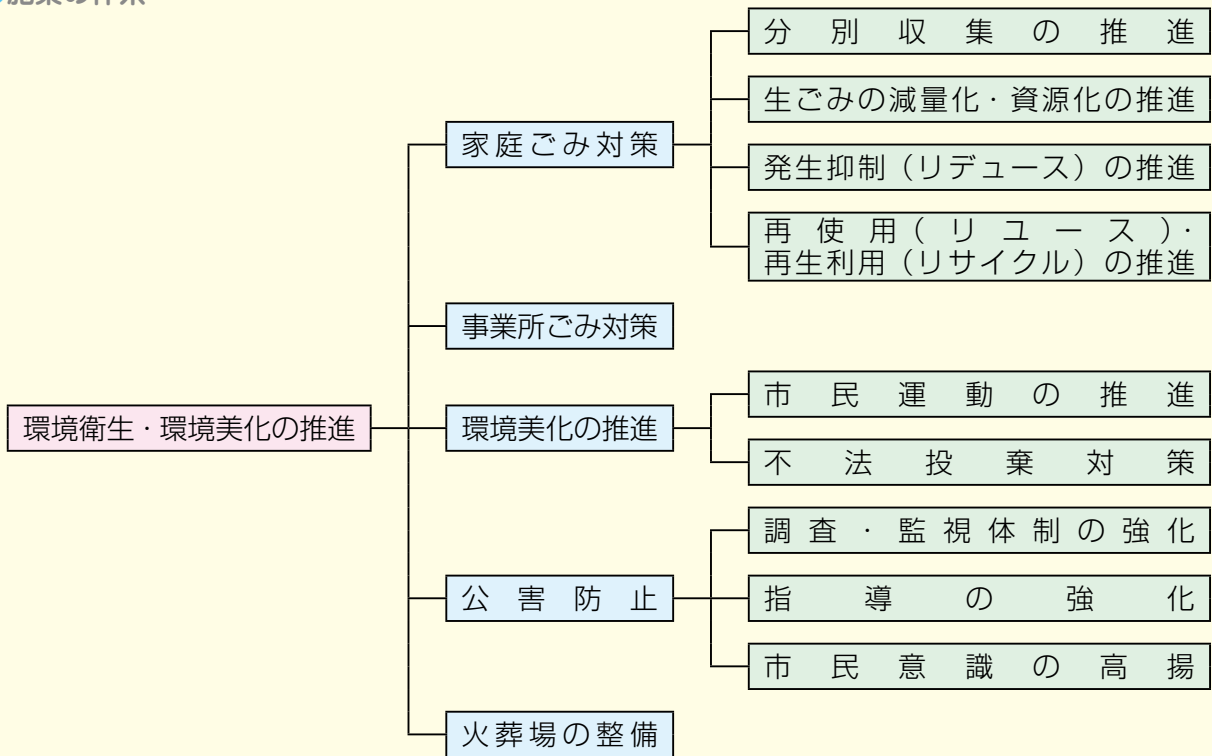 分別収集の推進
生ごみの減量化・資源化の推進
家庭ごみ対策
発生抑制（リデュース）の推進
再使用（リユース）・
再生利用（リサイクル）の推進
事業所ごみ対策
市民運動の推進
環境衛生・環境美化の推進
環境美化の推進
不法投棄対策
調査・監視体制の強化
公害防止
指導の強化
市民意識の高揚
火葬場の整備